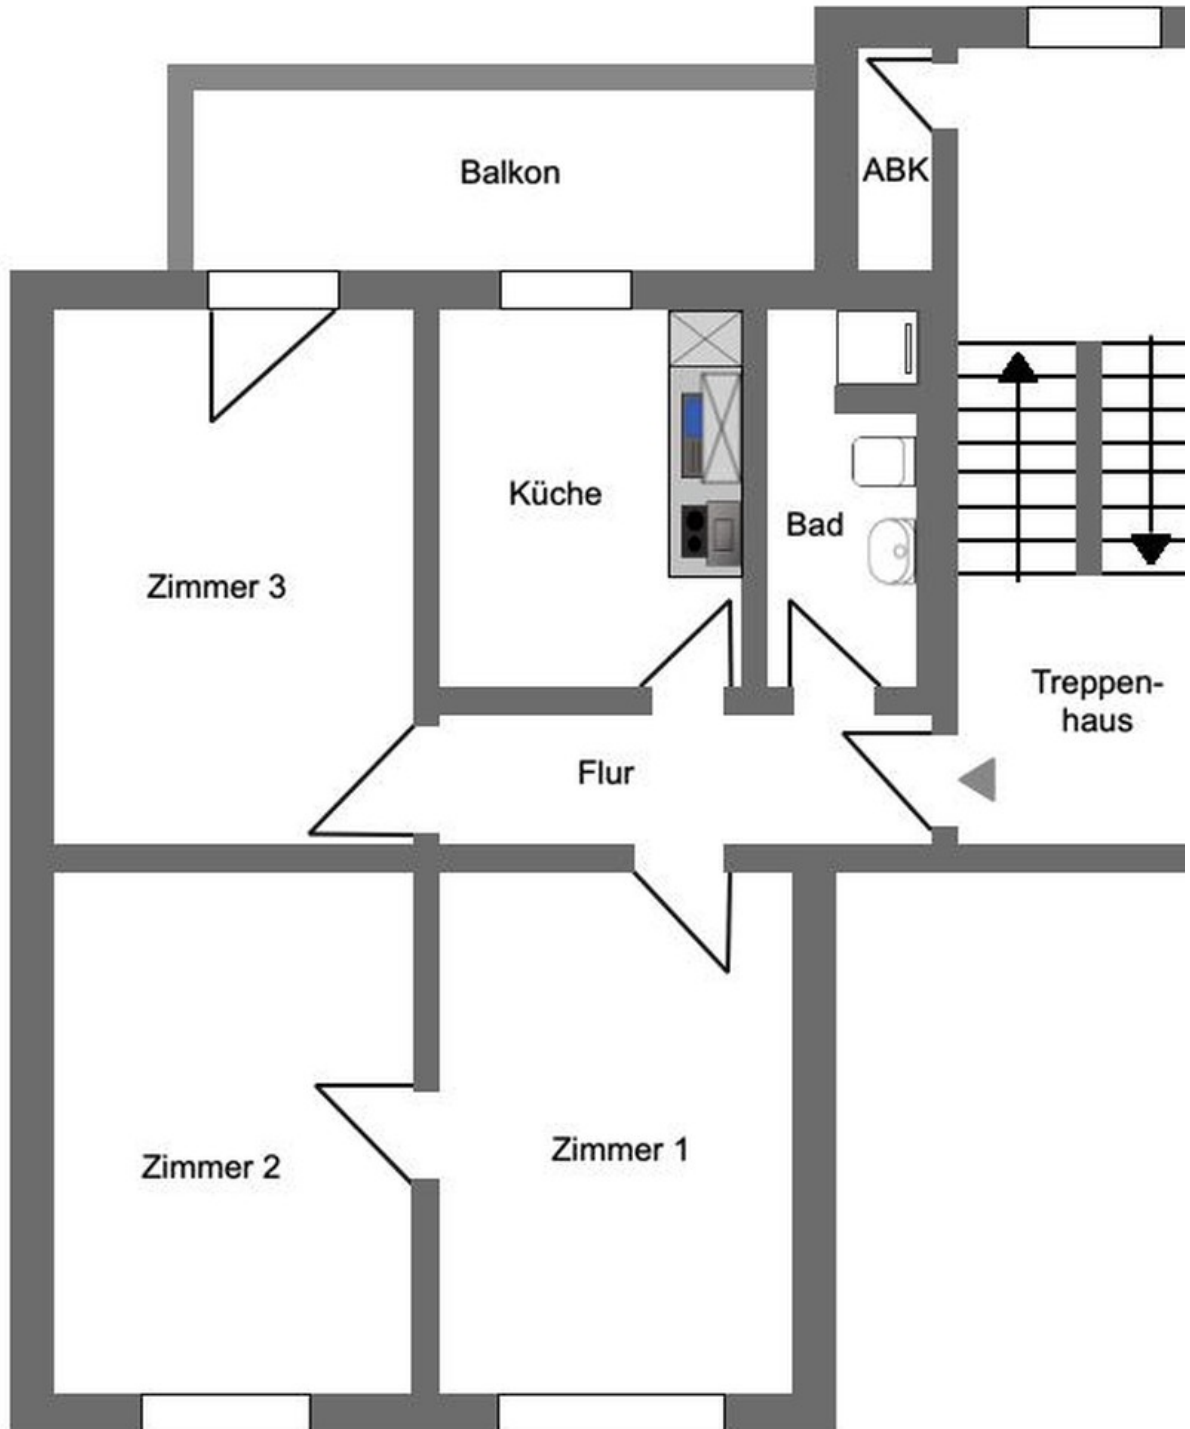 Balkon
ABK
Küche
Bad
Zimmer 3
Treppen-
haus
Flur
Zimmer 2
Zimmer 1